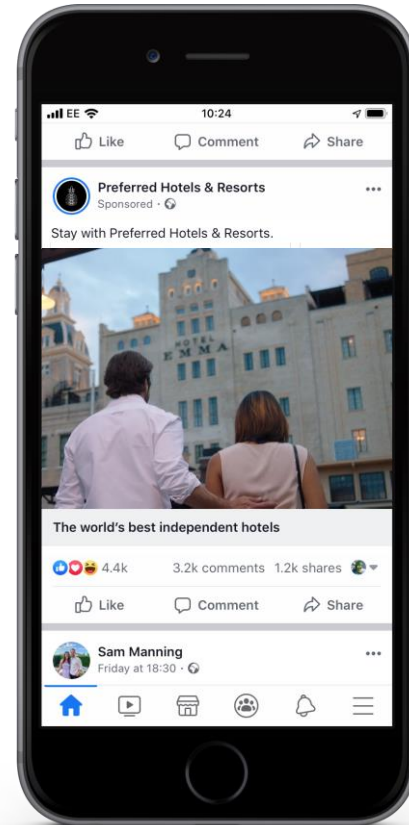 EE 10:24
Like Comment Share
Preferred Hotels & Resorts
Sponsored ·
Stay with Preferred Hotels & Resorts.
HOTEL
EMMA
The world's best independent hotels
4.4k 3.2k comments 1.2k shares
Like Comment Share
Sam Manning
Friday at 18:30 ·